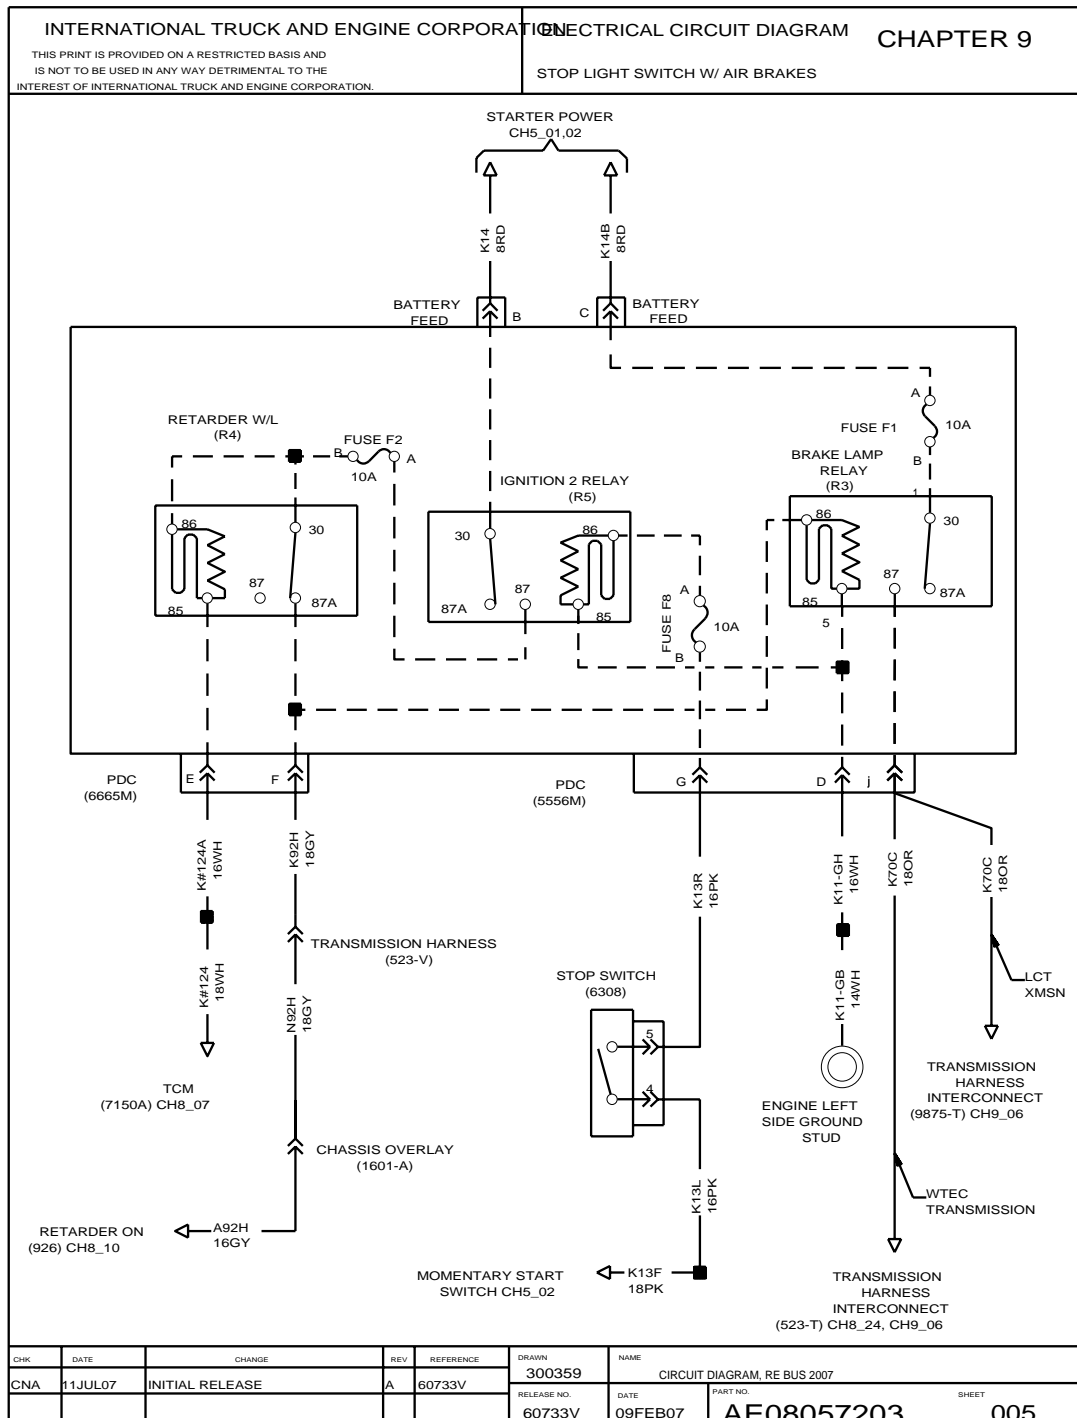 INTERNATIONAL TRUCK AND ENGINE CORPORATION
THIS PRINT IS PROVIDED ON A RESTRICTED BASIS AND
IS NOT TO BE USED IN ANY WAY DETRIMENTAL TO THE
INTEREST OF INTERNATIONAL TRUCK AND ENGINE CORPORATION.
ELECTRICAL CIRCUIT DIAGRAM
CHAPTER 9
STOP LIGHT SWITCH W/ AIR BRAKES
STARTER POWER
CH5_01,02
K14
8RD
K14B
8RD
BATTERY
FEED
B
C
BATTERY
FEED
RETARDER W/L
(R4)
FUSE F2
B
A
10A
IGNITION 2 RELAY
(R5)
A
FUSE F1
10A
B
BRAKE LAMP
RELAY
(R3)
1
86
30
87
85
87A
30
86
87A
87
85
A
FUSE F8
10A
B
86
30
87
85
87A
5
PDC
(6665M)
E
F
PDC
(5556M)
G
D
j
K#124A
16WH
K92H
18GY
K13R
16PK
K11-GH
16WH
K70C
18OR
K70C
18OR
TRANSMISSION HARNESS
(523-V)
K#124
18WH
N92H
18GY
STOP SWITCH
(6308)
5
4
K11-GB
14WH
LCT
XMSN
TCM
(7150A) CH8_07
ENGINE LEFT
SIDE GROUND
STUD
TRANSMISSION
HARNESS
INTERCONNECT
(9875-T) CH9_06
CHASSIS OVERLAY
(1601-A)
K13L
16PK
WTEC
TRANSMISSION
RETARDER ON
(926) CH8_10
A92H
16GY
MOMENTARY START
SWITCH CH5_02
K13F
18PK
TRANSMISSION
HARNESS
INTERCONNECT
(523-T) CH8_24, CH9_06
CHK DATE CHANGE REV REFERENCE
CNA 11JUL07 INITIAL RELEASE A 60733V
DRAWN
300359
NAME
CIRCUIT DIAGRAM, RE BUS 2007
RELEASE NO.
60733V
DATE
09FEB07
PART NO.
AE08057203
SHEET
005